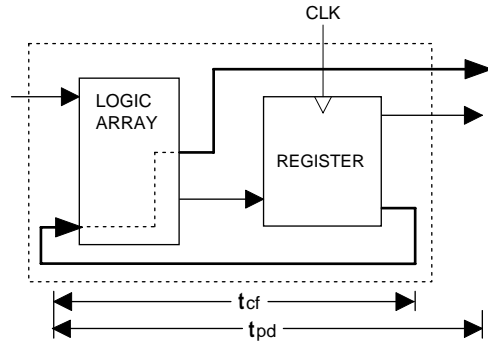 CLK
LOGIC
ARRAY
REGISTER
tcf
tpd